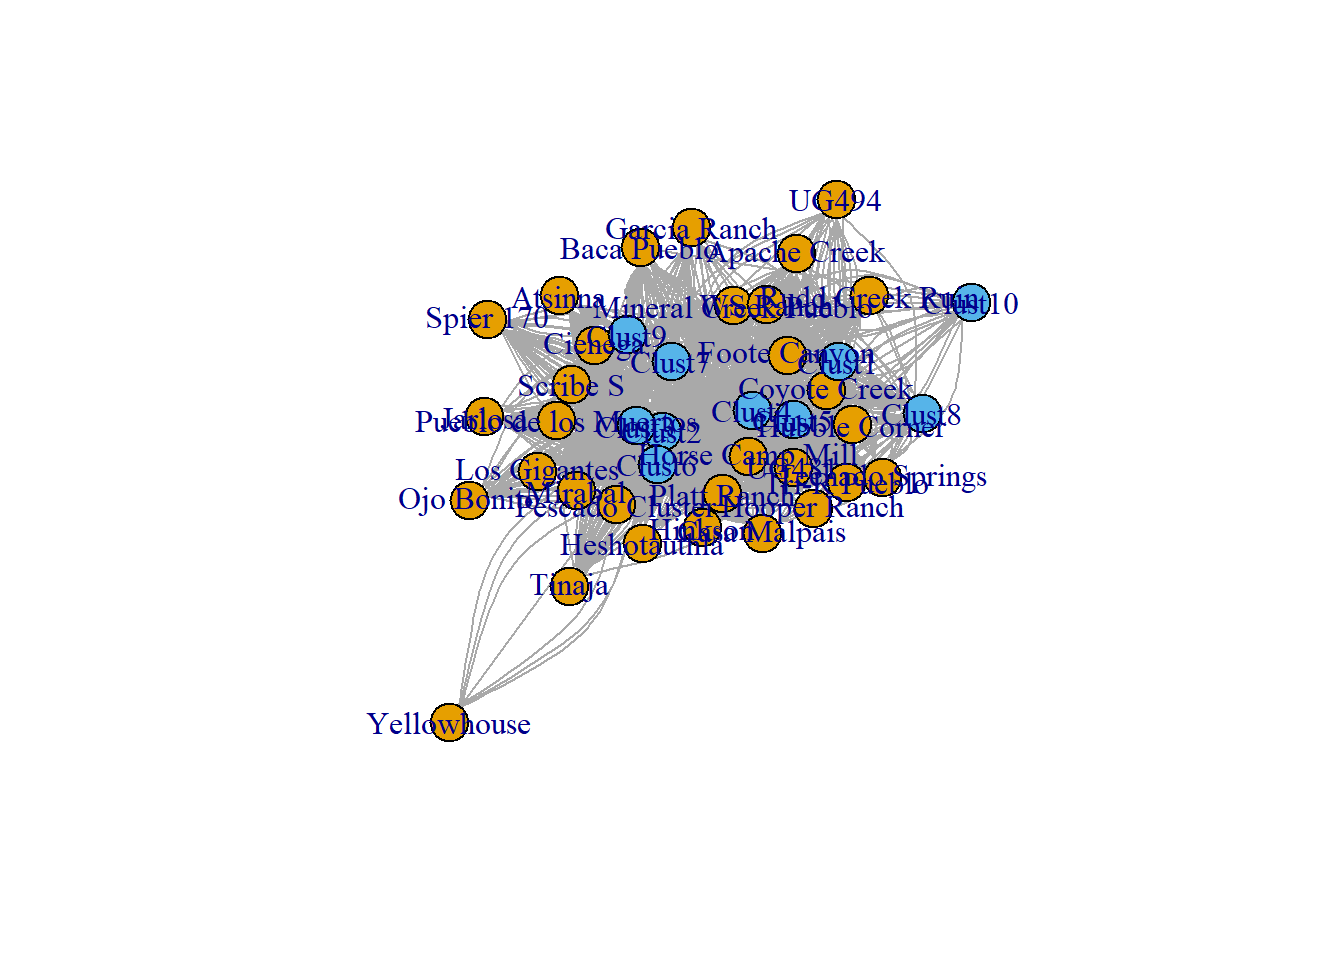 UG494
Garcia Ranch
Baca Pueblo
Apache Creek
Atsinna
Mineral Creek Pueblo
WS Ranch
Rudd Creek Ruin
Clust10
Spier 170
Cienega
Clust9
Clust7
Foote Canyon
Clust1
Scribe S
Coyote Creek
Jarlosa
Pueblo de los Muertos
Clust3
Clust2
Clust4
Clust5
Hubble Corner
Clust8
Los Gigantes
Clust6
Horse Camp Mill
UG481
Techado Springs
Ojo Bonito
Mirabal
Pescado Cluster
Platt Ranch
Hooper Ranch
Hinkson
Casa Malpais
Heshotauthla
Tinaja
Yellowhouse